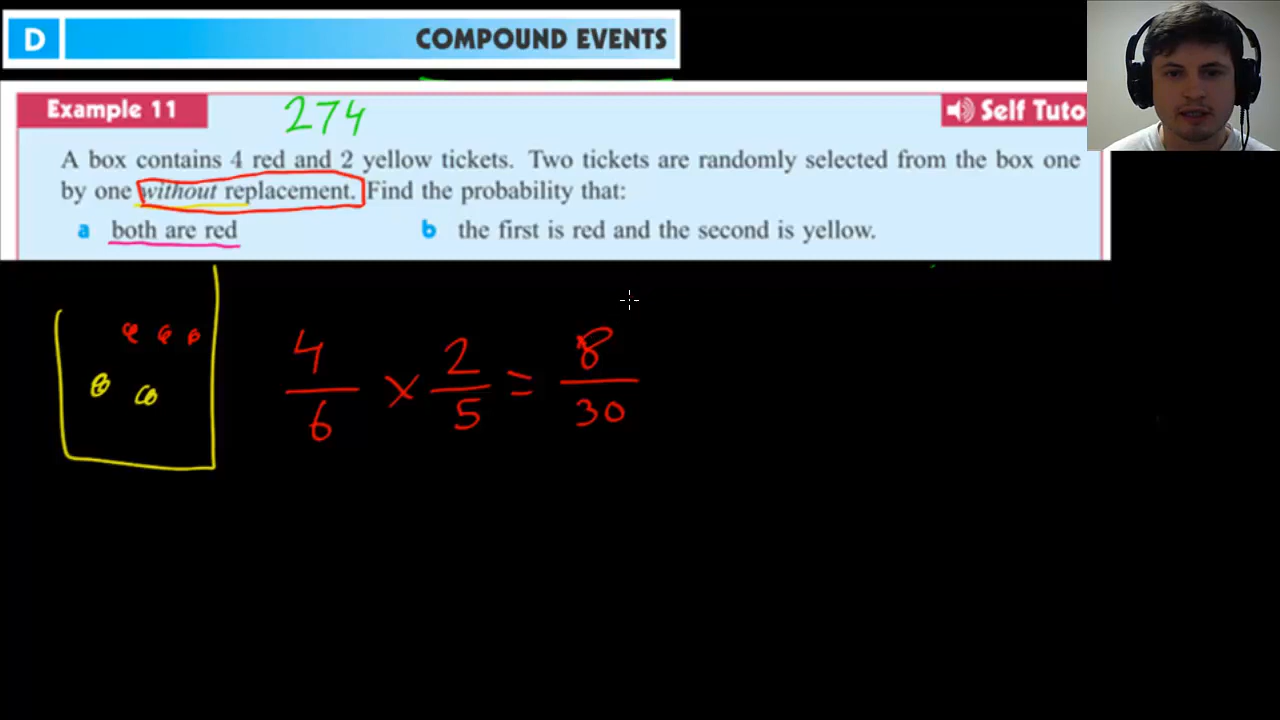 D COMPOUND EVENTS
Example 11 274 Self Tuto
A box contains 4 red and 2 yellow tickets. Two tickets are randomly selected from the box one
by one without replacement. Find the probability that:
a both are red b the first is red and the second is yellow.
4/6 × 2/5 = 8/30